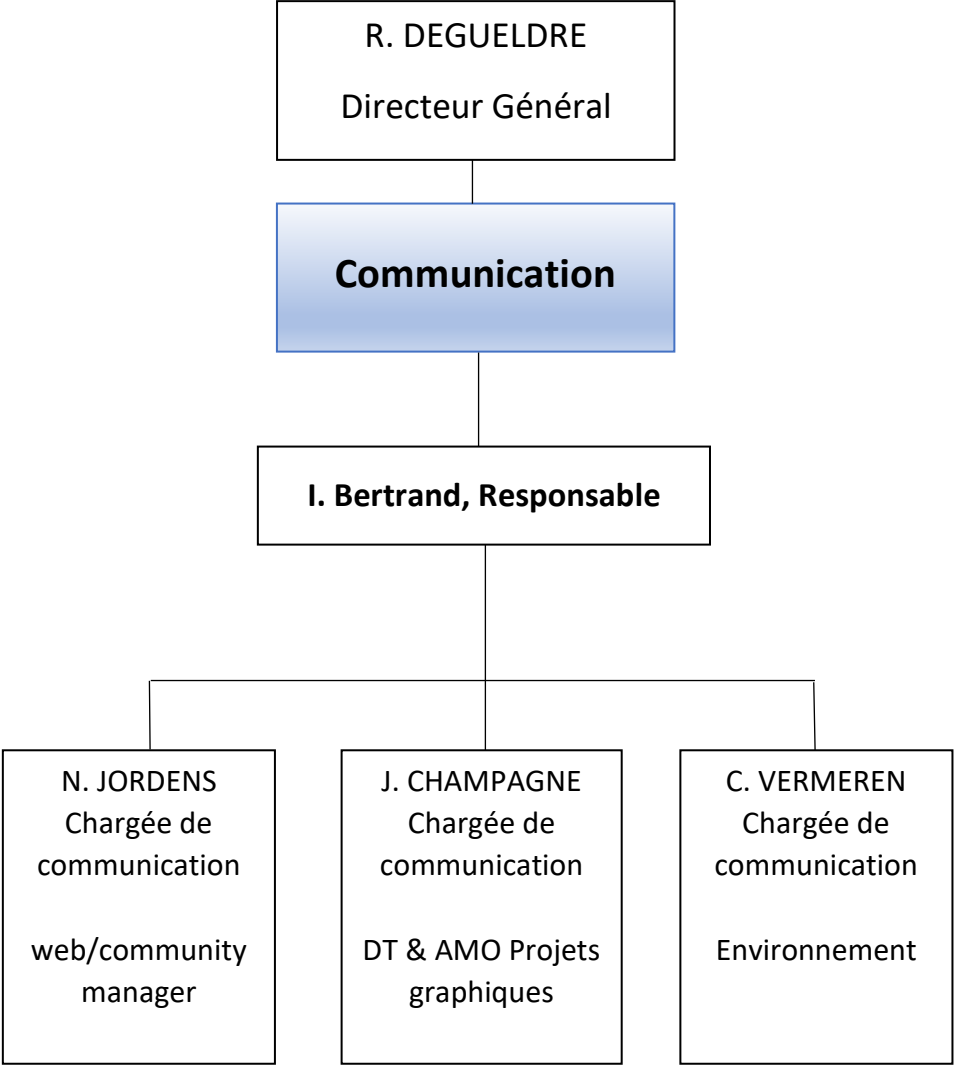 R. DEGUELDRE
Directeur Général
Communication
I. Bertrand, Responsable
N. JORDENS
Chargée de
communication
web/community
manager
J. CHAMPAGNE
Chargée de
communication
DT & AMO Projets
graphiques
C. VERMEREN
Chargée de
communication
Environnement